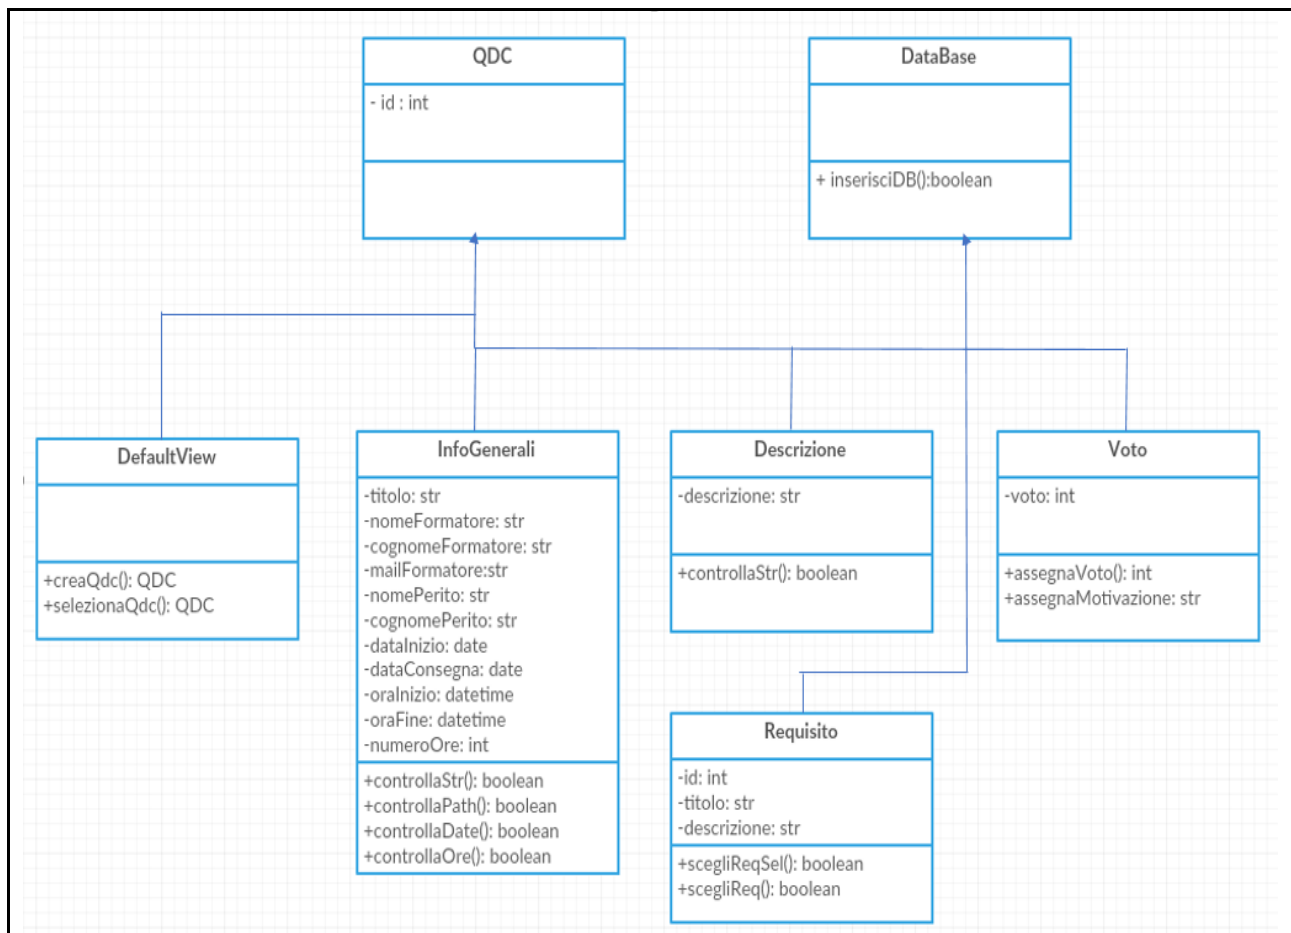 QDC
- id : int
DataBase
+ inserisciDB():boolean
DefaultView
+creaQdc(): QDC
+selezionaQdc(): QDC
InfoGenerali
-titolo: str
-nomeFormatore: str
-cognomeFormatore: str
-mailFormatore:str
-nomePerito: str
-cognomePerito: str
-dataInizio: date
-dataConsegna: date
-oraInizio: datetime
-oraFine: datetime
-numeroOre: int
+controllaStr(): boolean
+controllaPath(): boolean
+controllaDate(): boolean
+controllaOre(): boolean
Descrizione
-descrizione: str
+controllaStr(): boolean
Voto
-voto: int
+assegnaVoto(): int
+assegnaMotivazione: str
Requisito
-id: int
-titolo: str
-descrizione: str
+scegliReqSel(): boolean
+scegliReq(): boolean